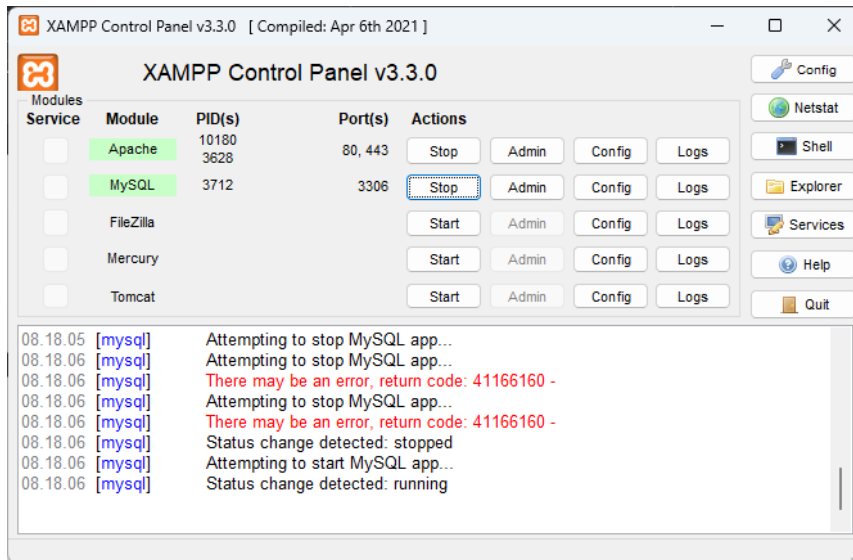 XAMPP Control Panel v3.3.0 [ Compiled: Apr 6th 2021 ]
XAMPP Control Panel v3.3.0
Config
Modules
Service Module PID(s) Port(s) Actions
Netstat
Apache 10180 3628 80, 443 Stop Admin Config Logs
Shell
MySQL 3712 3306 Stop Admin Config Logs
Explorer
FileZilla Start Admin Config Logs
Services
Mercury Start Admin Config Logs
Help
Tomcat Start Admin Config Logs
Quit
08.18.05 [mysql] Attempting to stop MySQL app...
08.18.06 [mysql] Attempting to stop MySQL app...
08.18.06 [mysql] There may be an error, return code: 41166160 -
08.18.06 [mysql] Attempting to stop MySQL app...
08.18.06 [mysql] There may be an error, return code: 41166160 -
08.18.06 [mysql] Status change detected: stopped
08.18.06 [mysql] Attempting to start MySQL app...
08.18.06 [mysql] Status change detected: running